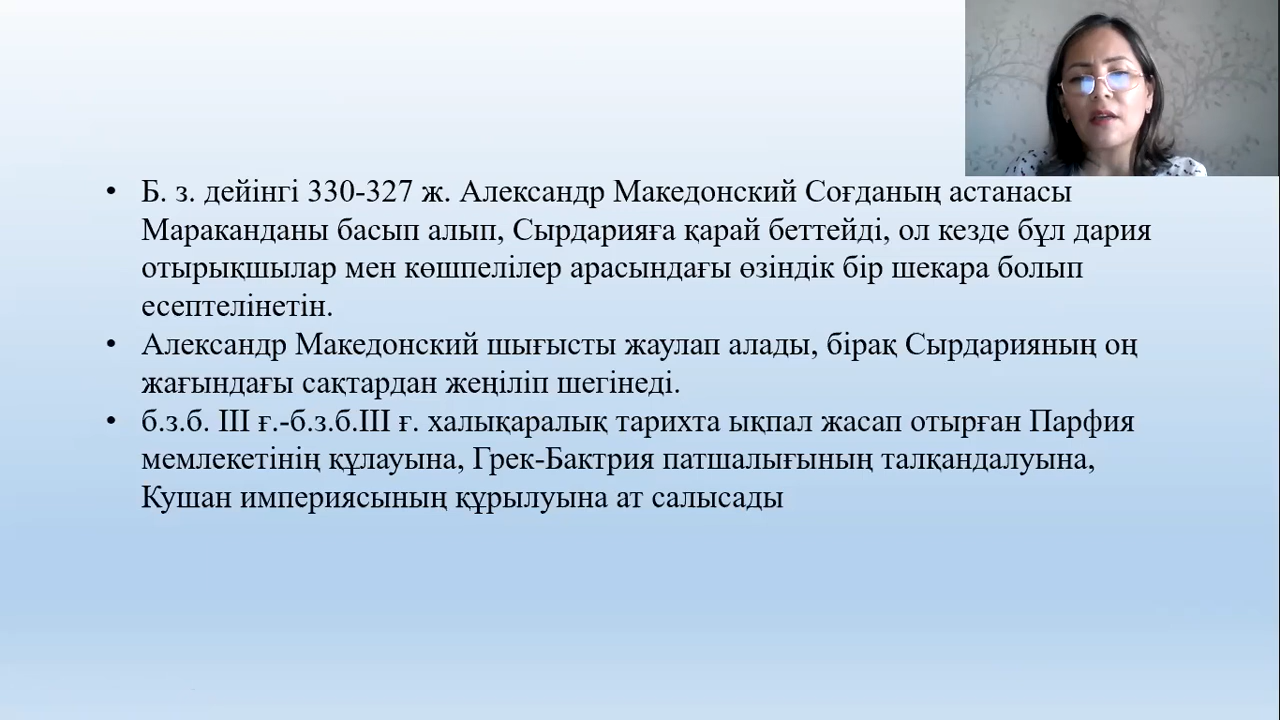 • Б. з. дейінгі 330-327 ж. Александр Македонский Соғданың астанасы
Мараканданы басып алып, Сырдарияға қарай беттейді, ол кезде бұл дария
отырықшылар мен көшпелілер арасындағы өзіндік бір шекара болып
есептелінетін.
• Александр Македонский шығысты жаулап алады, бірақ Сырдарияның оң
жағындағы сақтардан жеңіліп шегінеді.
• б.з.б. III ғ.-б.з.б.III ғ. халықаралық тарихта ықпал жасап отырған Парфия
мемлекетінің құлауына, Грек-Бактрия патшалығының талқандалуына,
Кушан империясының құрылуына ат салысады